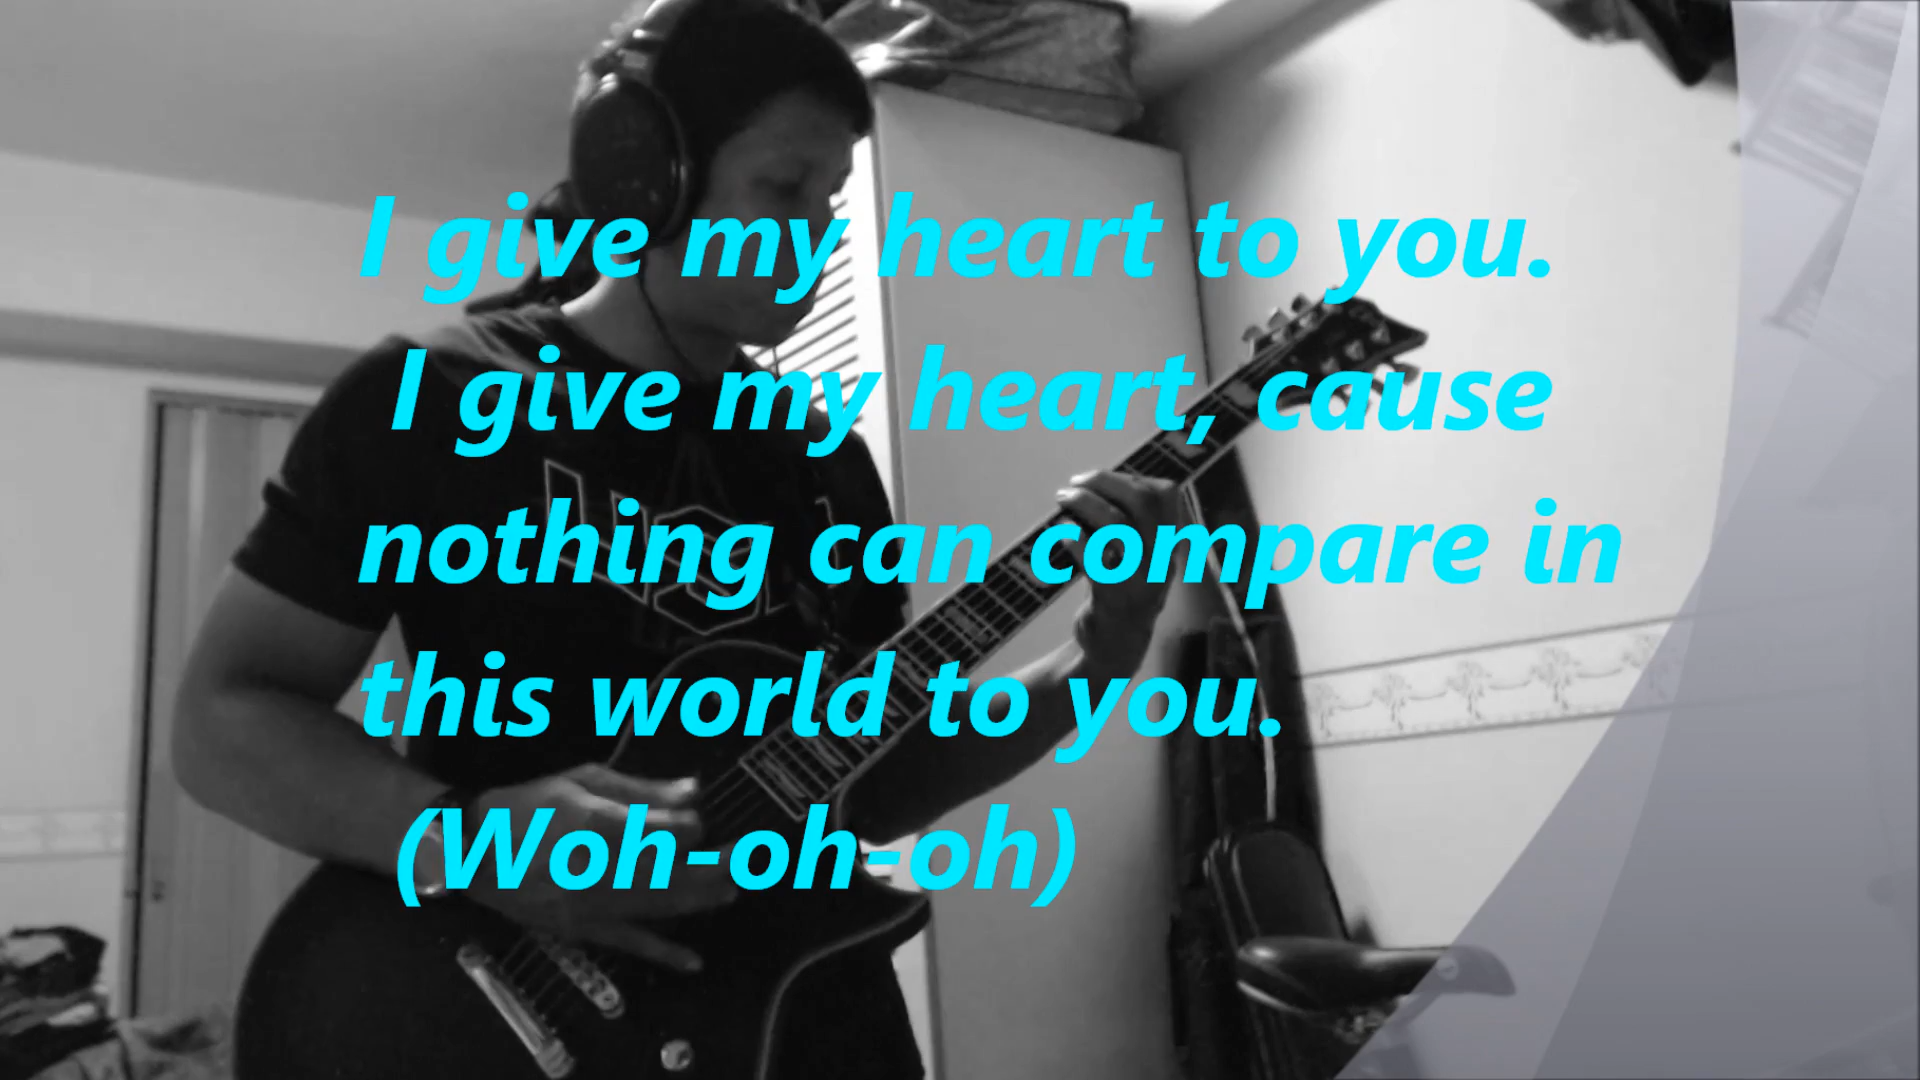 I give my heart to you.
I give my heart, cause
nothing can compare in
this world to you.
(Woh-oh-oh)